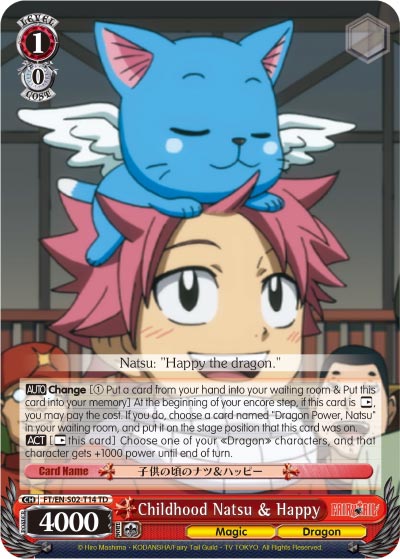 LEVEL
1
0
COST
Natsu: "Happy the dragon."
AUTO Change [① Put a card from your hand into your waiting room & Put this
card into your memory] At the beginning of your encore step, if this card is ,
you may pay the cost. If you do, choose a card named "Dragon Power, Natsu"
in your waiting room, and put it on the stage position that this card was on.
ACT [ this card] Choose one of your «Dragon» characters, and that
character gets +1000 power until end of turn.
Card Name 子供の頃のナツ&ハッピー
CH FT/EN-S02-T14 TD
Childhood Natsu & Happy
FAIRY TAIL
POWER 4000
Magic Dragon
© Hiro Mashima • KODANSHA/Fairy Tail Guild • TV TOKYO. All Rights Reserved.